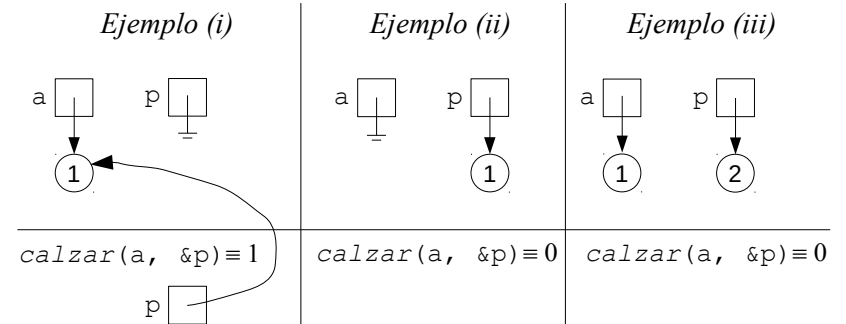 Ejemplo (i) Ejemplo (ii) Ejemplo (iii)
a p a p a p
1 1 1 2
calzar(a, &p)≡1 calzar(a, &p)≡0 calzar(a, &p)≡0
p